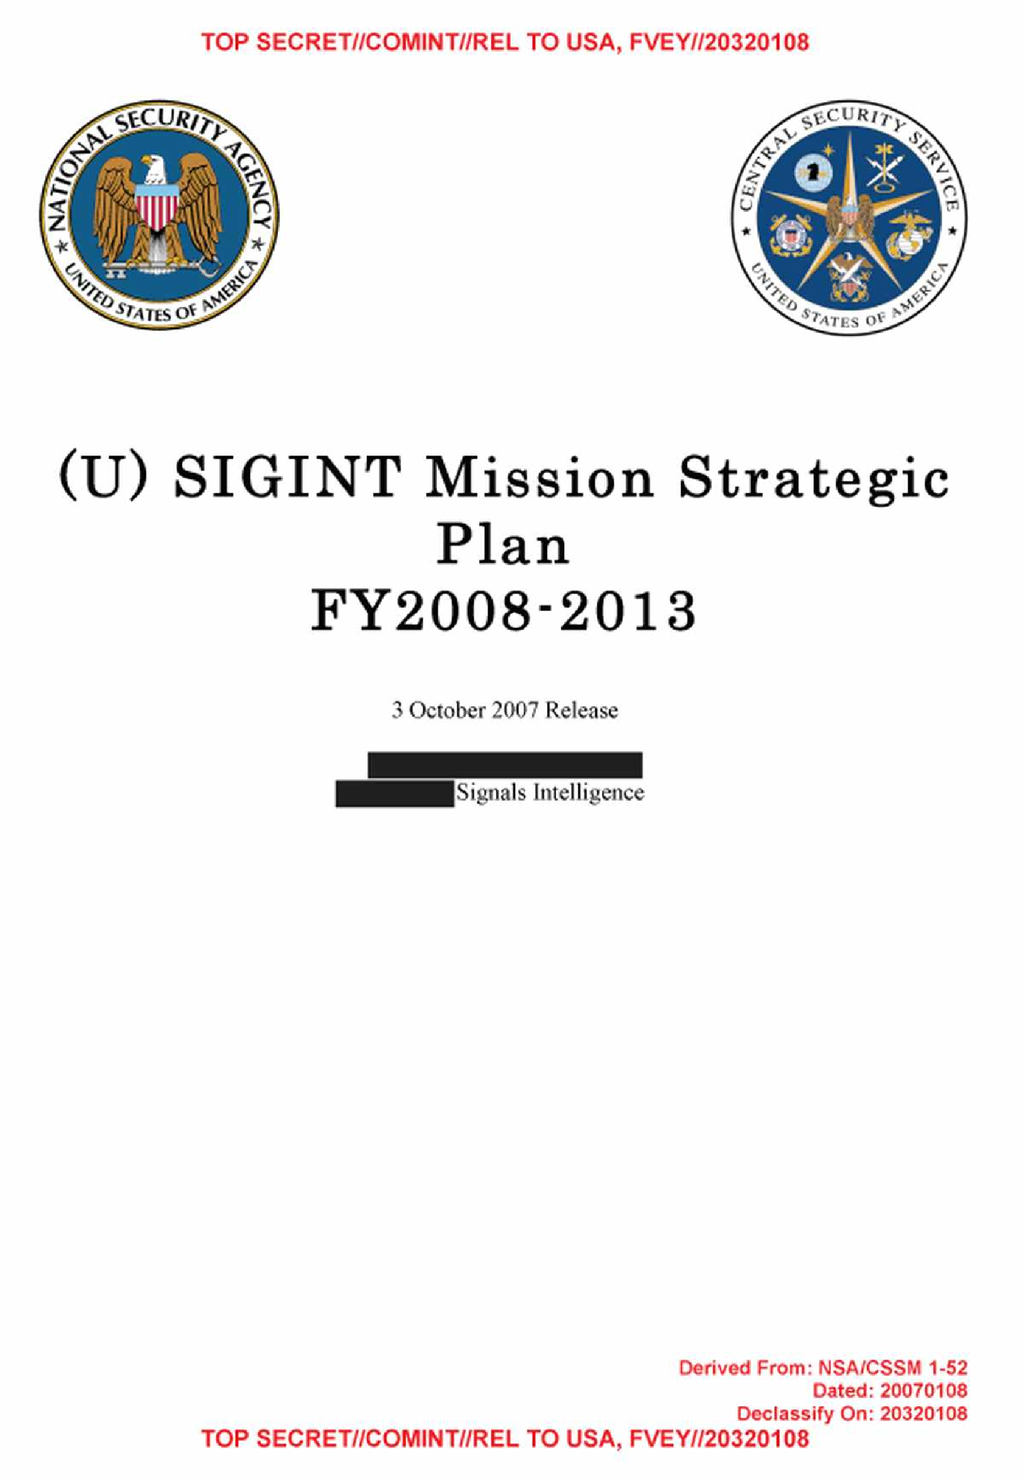 TOP SECRET//COMINT//REL TO USA, FVEY//20320108
NATIONAL SECURITY AGENCY
UNITED STATES OF AMERICA
CENTRAL SECURITY SERVICE
UNITED STATES OF AMERICA
(U) SIGINT Mission Strategic
Plan
FY2008-2013
3 October 2007 Release
Signals Intelligence
Derived From: NSA/CSSM 1-52
Dated: 20070108
Declassify On: 20320108
TOP SECRET//COMINT//REL TO USA, FVEY//20320108